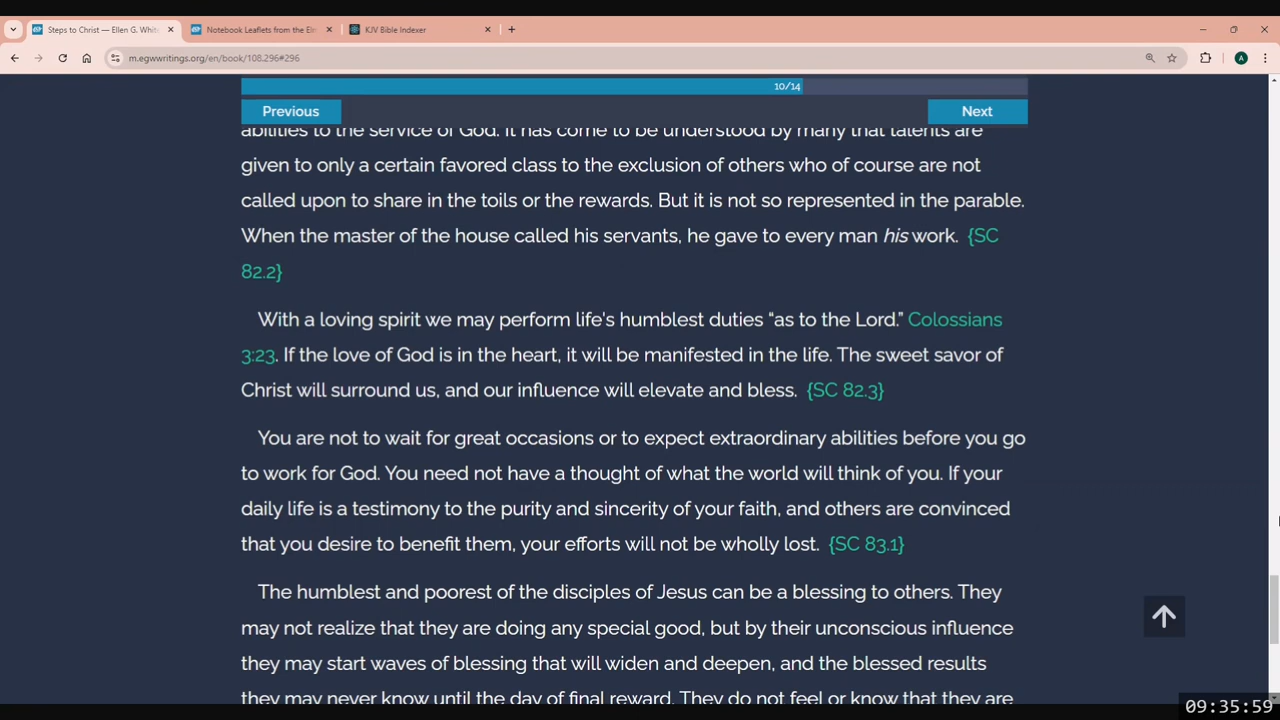 Steps to Christ — Ellen G. Whit
Notebook Leaflets from the Eln
KJV Bible Indexer
m.egwwritings.org/en/book/108.296#296
A
10/14
Previous
Next
abilities to the service of God. It has come to be understood by many that talents are
given to only a certain favored class to the exclusion of others who of course are not
called upon to share in the toils or the rewards. But it is not so represented in the parable.
When the master of the house called his servants, he gave to every man his work. {SC
82.2}
With a loving spirit we may perform life's humblest duties “as to the Lord.” Colossians
3:23. If the love of God is in the heart, it will be manifested in the life. The sweet savor of
Christ will surround us, and our influence will elevate and bless. {SC 82.3}
You are not to wait for great occasions or to expect extraordinary abilities before you go
to work for God. You need not have a thought of what the world will think of you. If your
daily life is a testimony to the purity and sincerity of your faith, and others are convinced
that you desire to benefit them, your efforts will not be wholly lost. {SC 83.1}
The humblest and poorest of the disciples of Jesus can be a blessing to others. They
may not realize that they are doing any special good, but by their unconscious influence
they may start waves of blessing that will widen and deepen, and the blessed results
they may never know until the day of final reward. They do not feel or know that they are
09:35:59